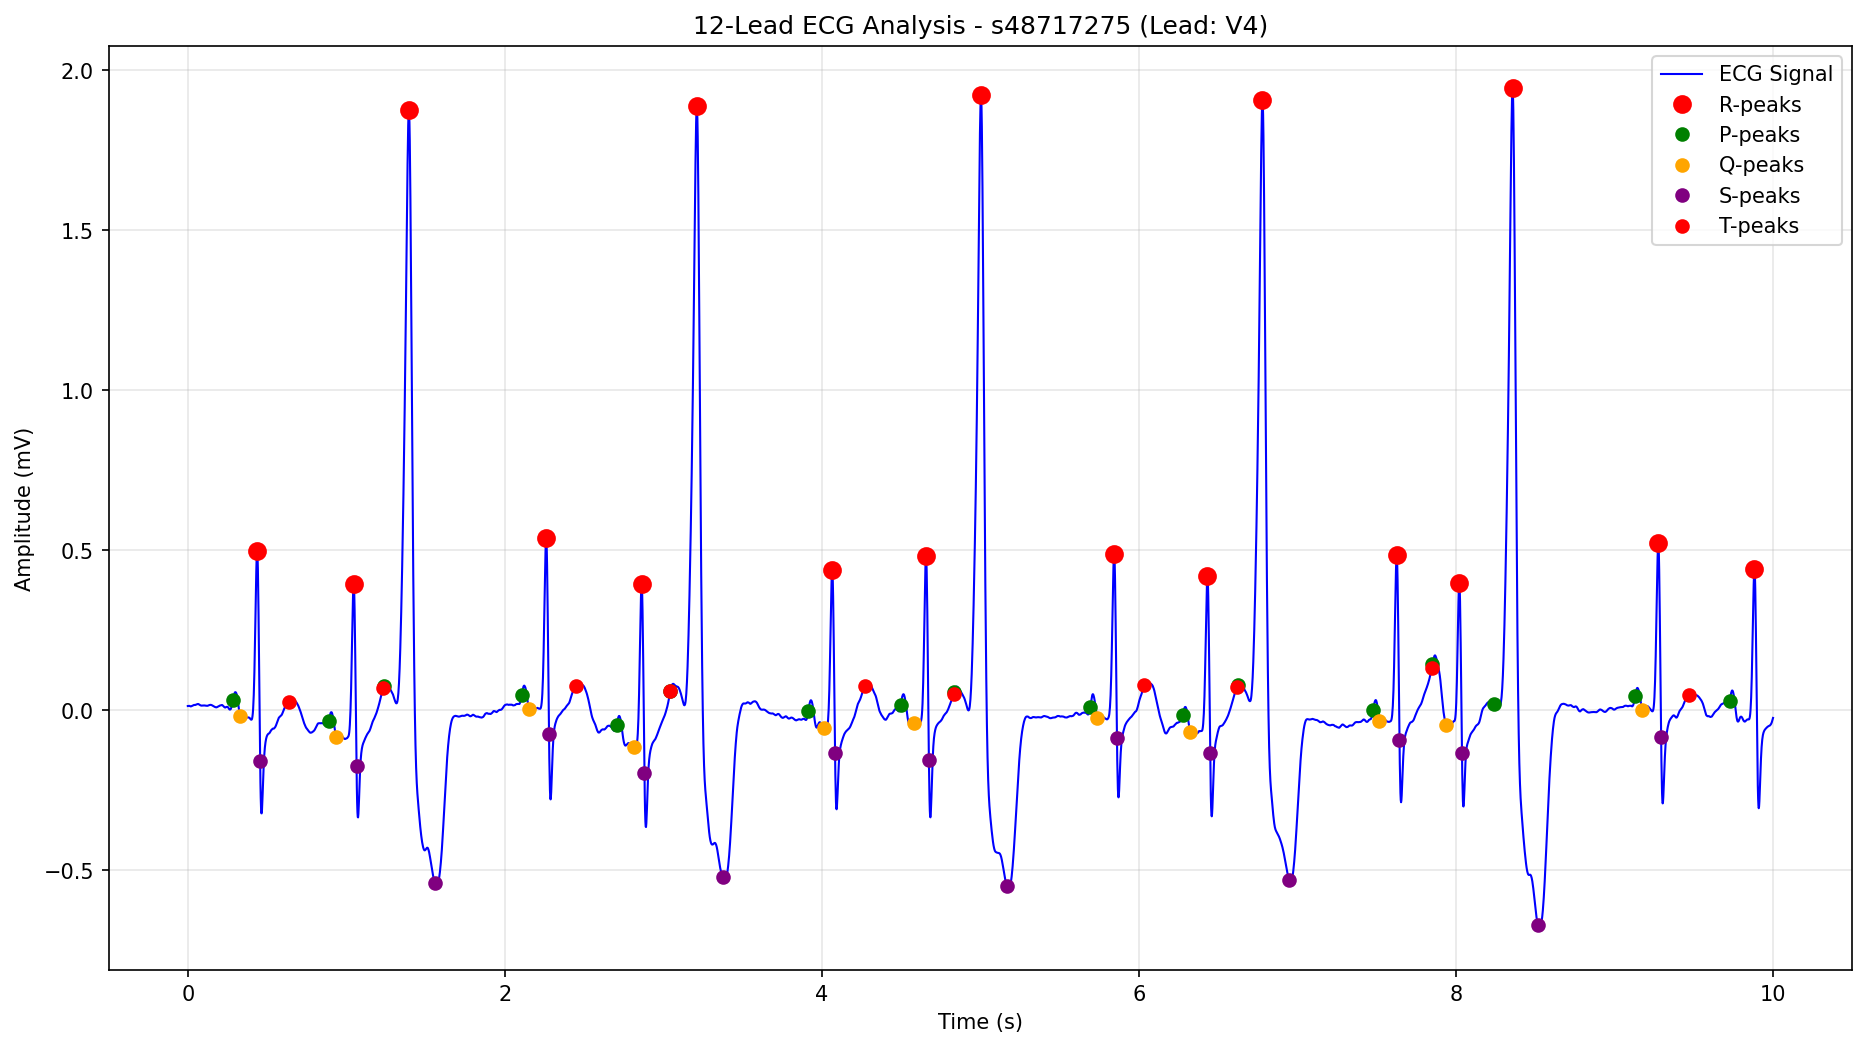 12-Lead ECG Analysis - s48717275 (Lead: V4)
ECG Signal
R-peaks
P-peaks
Q-peaks
S-peaks
T-peaks
Amplitude (mV)
2.0
1.5
1.0
0.5
0.0
−0.5
0 2 4 6 8 10
Time (s)